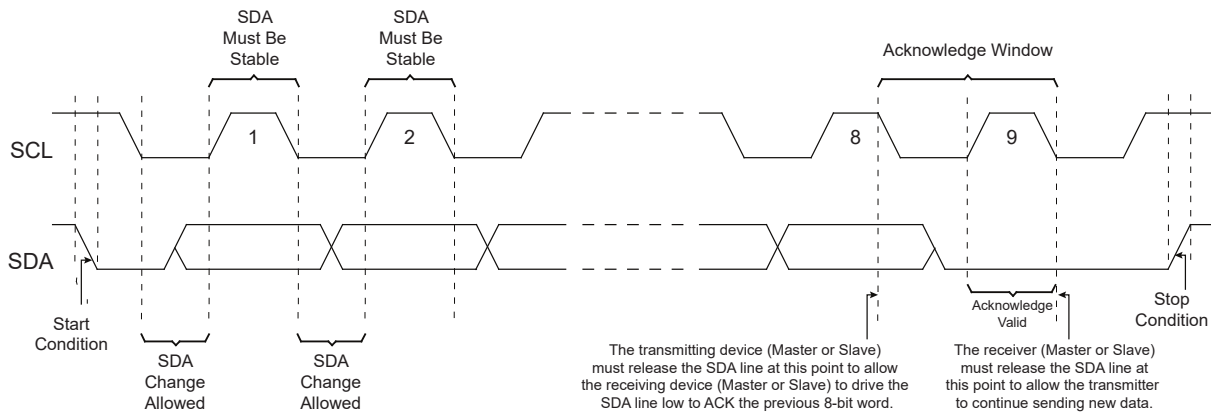 SDA
Must Be
Stable
SDA
Must Be
Stable
Acknowledge Window
SCL
1
2
8
9
SDA
Start
Condition
SDA
Change
Allowed
SDA
Change
Allowed
Acknowledge
Valid
Stop
Condition
The transmitting device (Master or Slave)
must release the SDA line at this point to allow
the receiving device (Master or Slave) to drive the
SDA line low to ACK the previous 8-bit word.
The receiver (Master or Slave)
must release the SDA line at
this point to allow the transmitter
to continue sending new data.